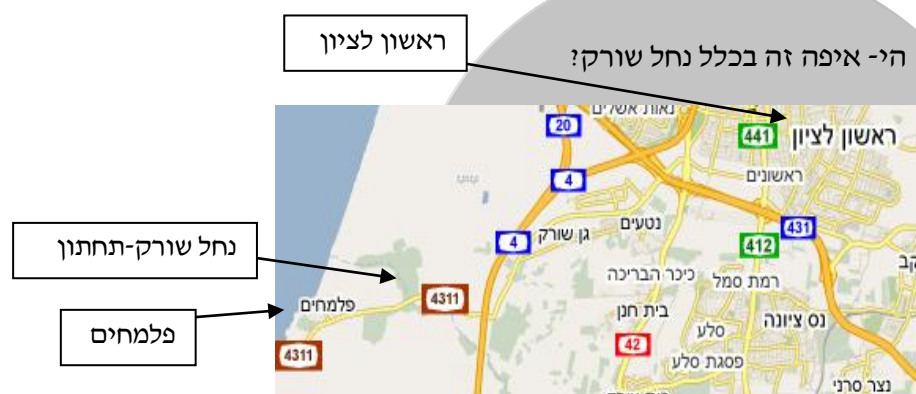 ראשון לציון
הי- איפה זה בכלל נחל שורק?
נאות אשלים
20
441
ראשון לציון
4
ראשונים
נטעים
גן שורק
4
431
412
נחל שורק-תחתון
כיכר הבריכה
רמת סמל
קב
4311
פלמחים
בית חנן
נס ציונה
סלע
פלמחים
42
4311
פסגת סלע
נצר סרני